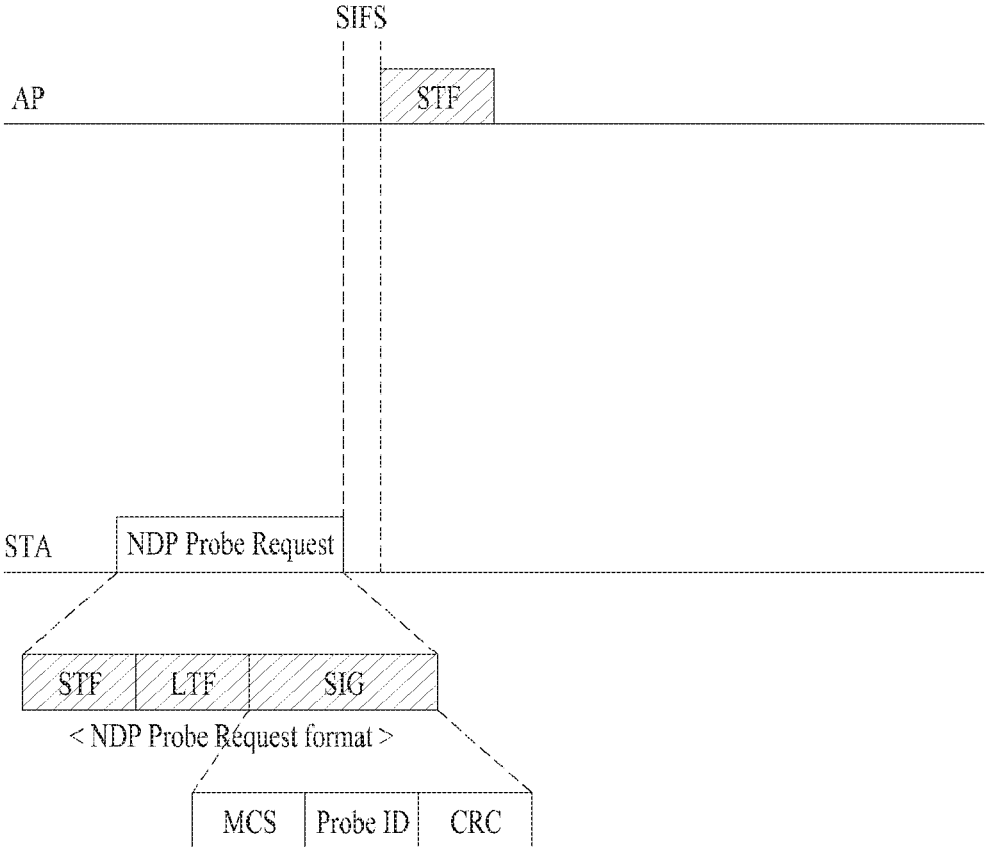 SIFS
AP
STF
STA
NDP Probe Request
STF LTF SIG
< NDP Probe Request format >
MCS Probe ID CRC